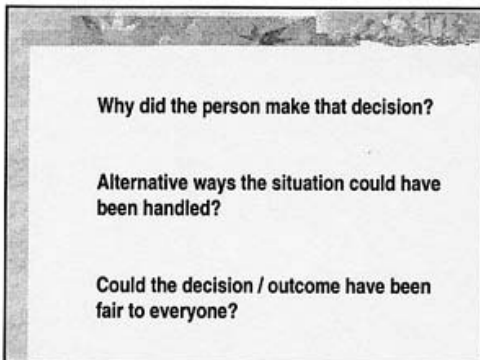 Why did the person make that decision?
Alternative ways the situation could have
been handled?
Could the decision / outcome have been
fair to everyone?